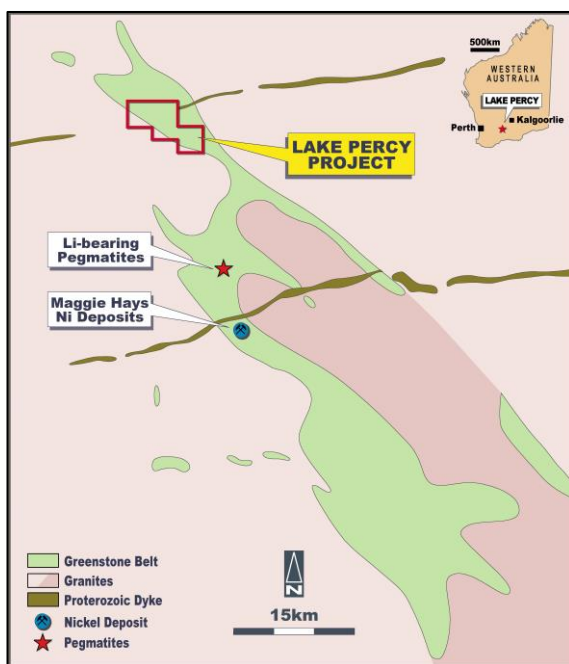 500km
WESTERN
AUSTRALIA
LAKE PERCY
Kalgoorlie
Perth
LAKE PERCY
PROJECT
Li-bearing
Pegmatites
Maggie Hays
Ni Deposits
Greenstone Belt
Granites
Proterozoic Dyke
Nickel Deposit
Pegmatites
N
15km